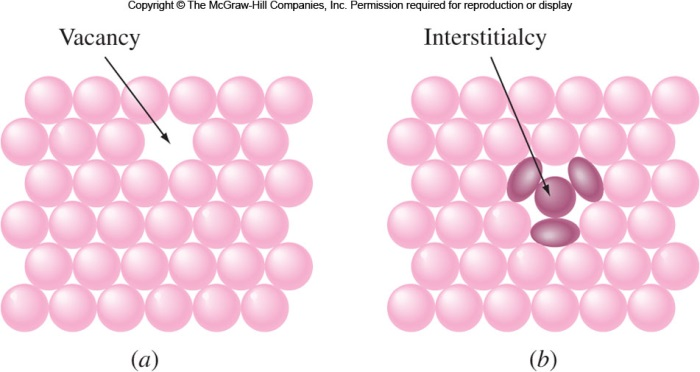 Copyright © The McGraw-Hill Companies, Inc. Permission required for reproduction or display
Vacancy
Interstitialcy
(a)
(b)